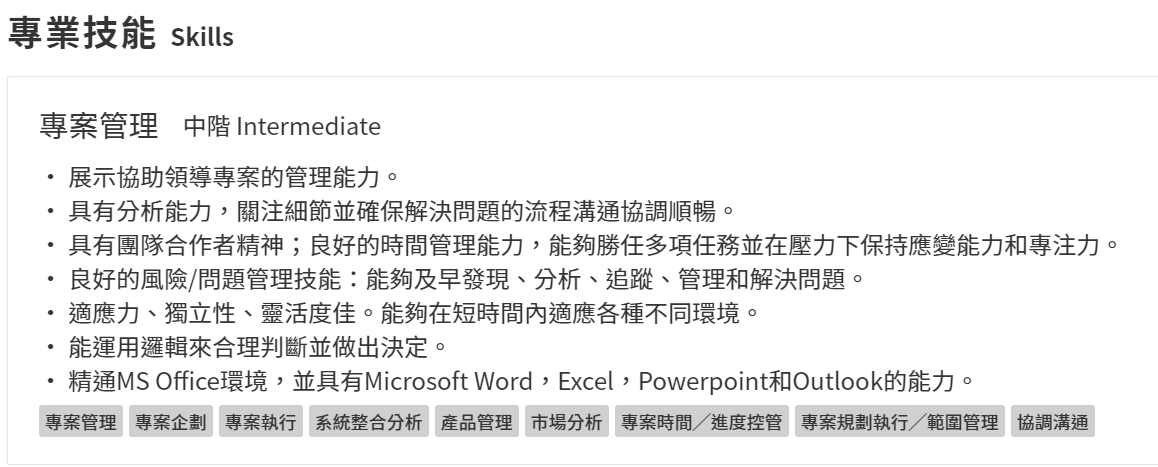 專業技能 Skills
專案管理 中階 Intermediate
• 展示協助領導專案的管理能力。
• 具有分析能力，關注細節並確保解決問題的流程溝通協調順暢。
• 具有團隊合作者精神；良好的時間管理能力，能夠勝任多項任務並在壓力下保持應變能力和專注力。
• 良好的風險/問題管理技能：能夠及早發現、分析、追蹤、管理和解決問題。
• 適應力、獨立性、靈活度佳。能夠在短時間內適應各種不同環境。
• 能運用邏輯來合理判斷並做出決定。
• 精通MS Office環境，並具有Microsoft Word，Excel，Powerpoint和Outlook的能力。
專案管理 專案企劃 專案執行 系統整合分析 產品管理 市場分析 專案時間／進度控管 專案規劃執行／範圍管理 協調溝通